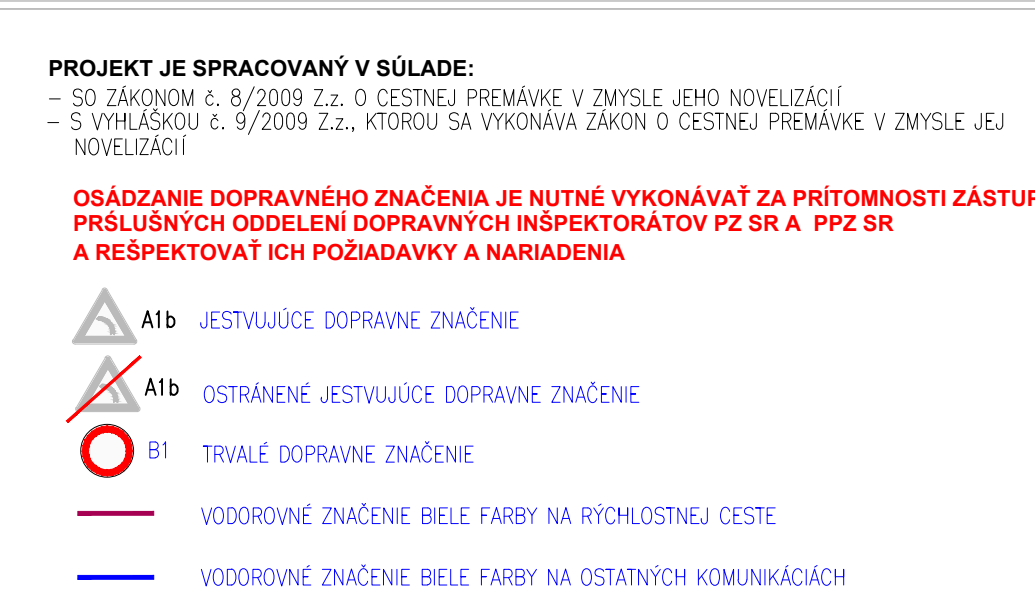 PROJEKT JE SPRACOVANÝ V SÚLADE:
– SO ZÁKONOM č. 8/2009 Z.z. O CESTNEJ PREMÁVKE V ZMYSLE JEHO NOVELIZÁCIÍ
– S VYHLÁŠKOU č. 9/2009 Z.z., KTOROU SA VYKONÁVA ZÁKON O CESTNEJ PREMÁVKE V ZMYSLE JEJ
NOVELIZÁCIÍ
OSÁDZANIE DOPRAVNÉHO ZNAČENIA JE NUTNÉ VYKONÁVAŤ ZA PRÍTOMNOSTI
PRŚLUŠNÝCH ODDELENÍ DOPRAVNÝCH INŠPEKTORÁTOV PZ SR A PPZ SR
A REŠPEKTOVAŤ ICH POŽIADAVKY A NARIADENIA
A1b JESTVUJÚCE DOPRAVNE ZNAČENIE
A1b OSTRÁNENÉ JESTVUJÚCE DOPRAVNE ZNAČENIE
B1 TRVALÉ DOPRAVNE ZNAČENIE
VODOROVNÉ ZNAČENIE BIELE FARBY NA RÝCHLOSTNEJ CESTE
VODOROVNÉ ZNAČENIE BIELE FARBY NA OSTATNÝCH KOMUNIKÁCIÁCH